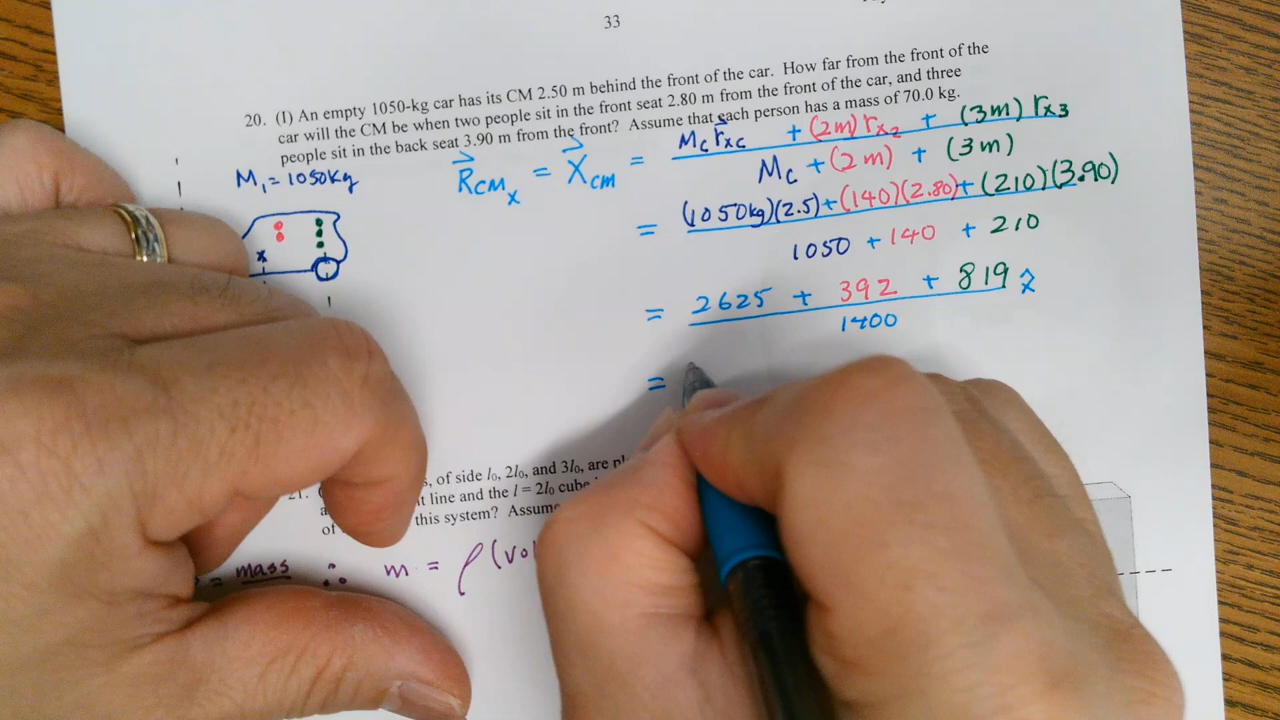 33
20. (I) An empty 1050-kg car has its CM 2.50 m behind the front of the car. How far from the front of the
car will the CM be when two people sit in the front seat 2.80 m from the front of the car, and three
people sit in the back seat 3.90 m from the front? Assume that each person has a mass of 70.0 kg.
M₁ = 1050kg
R⃗CMₓ = X⃗cm = Mc r⃗xc + (2m) rx₂ + (3m) rx₃
Mc + (2m) + (3m)
= (1050kg)(2.5)+(140)(2.80)+(210)(3.90)
1050 + 140 + 210
= 2625 + 392 + 819 x̂
1400
=
, of side l₀, 2l₀, and 3l₀, are pl
t line and the l = 2l₀ cube
of this system? Assume
= mass ∴ m = ρ(vol